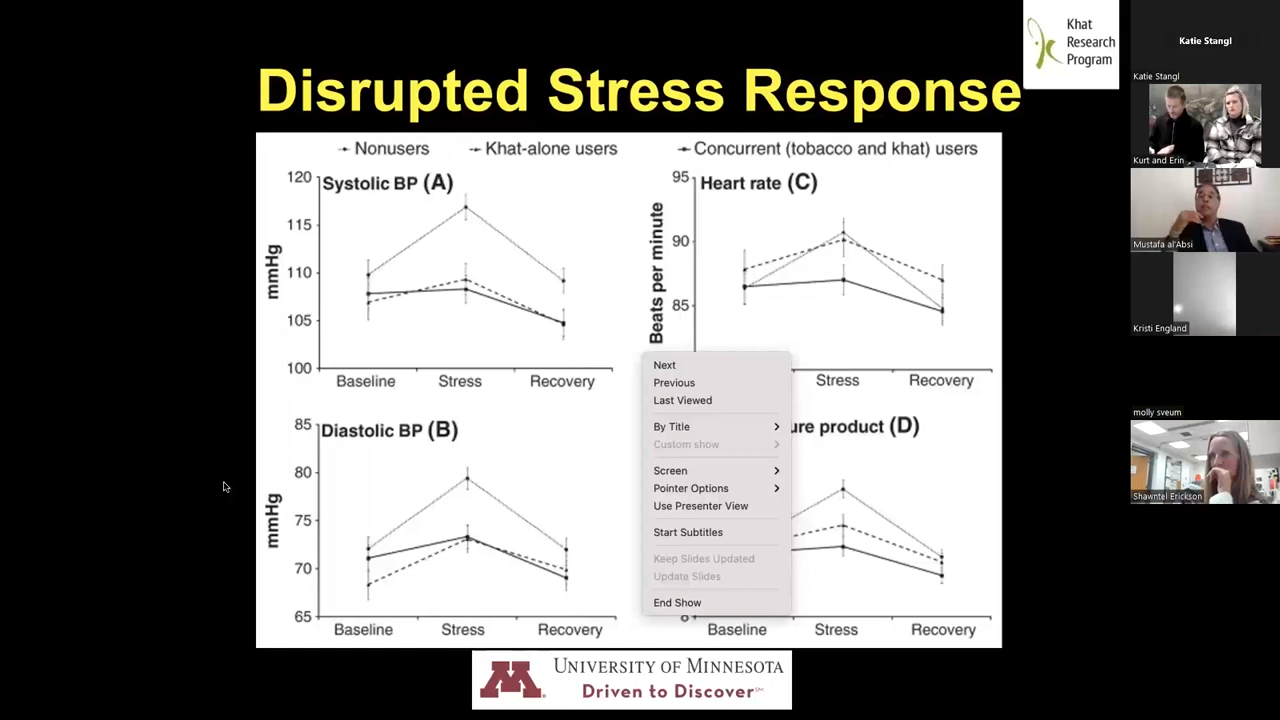 Disrupted Stress Response
Khat
Research
Program
Nonusers
Khat-alone users
Concurrent (tobacco and khat) users
Systolic BP (A)
120
115
110
105
100
mmHg
Baseline
Stress
Recovery
Heart rate (C)
95
90
85
Beats per minute
Stress
Recovery
Diastolic BP (B)
85
80
75
70
65
mmHg
Baseline
Stress
Recovery
ure product (D)
Baseline
Stress
Recovery
Next
Previous
Last Viewed
By Title
Custom show
Screen
Pointer Options
Use Presenter View
Start Subtitles
Keep Slides Updated
Update Slides
End Show
UNIVERSITY OF MINNESOTA
Driven to Discover℠
Katie Stangl
Katie Stangl
Kurt and Erin
Mustafa al'Absi
Kristi England
molly sveum
Shawntel Erickson